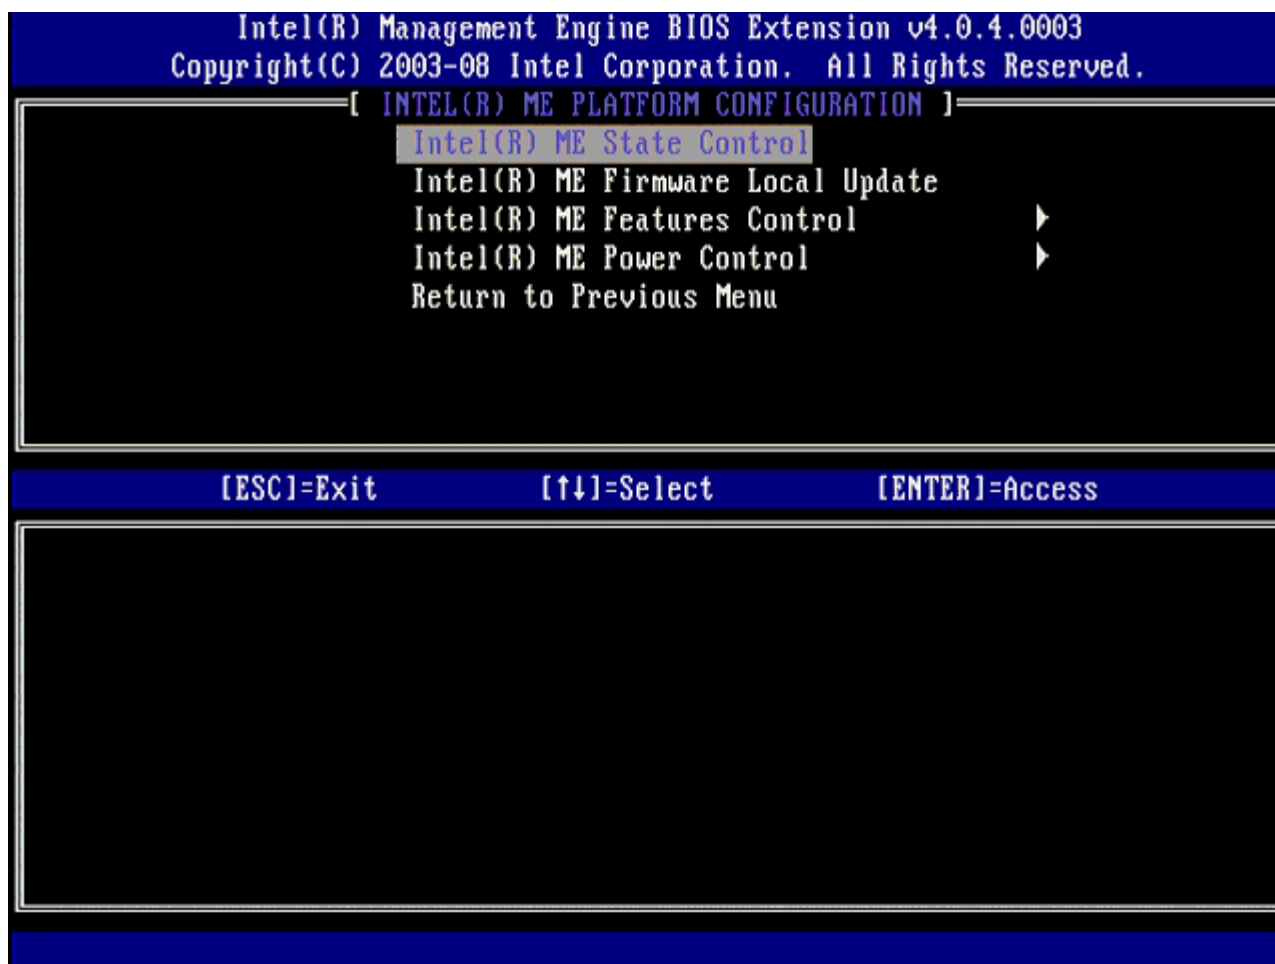 Intel(R) Management Engine BIOS Extension v4.0.4.0003
Copyright(C) 2003-08 Intel Corporation. All Rights Reserved.
[ INTEL(R) ME PLATFORM CONFIGURATION ]
Intel(R) ME State Control
Intel(R) ME Firmware Local Update
Intel(R) ME Features Control ►
Intel(R) ME Power Control ►
Return to Previous Menu
[ESC]=Exit [↑↓]=Select [ENTER]=Access